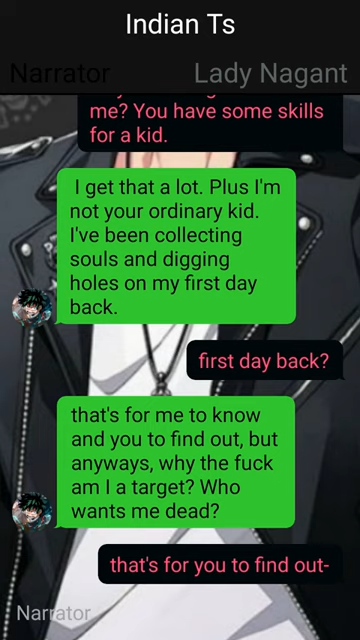 Indian Ts
Narrator
Lady Nagant
me? You have some skills
for a kid.
I get that a lot. Plus I'm
not your ordinary kid.
I've been collecting
souls and digging
holes on my first day
back.
first day back?
that's for me to know
and you to find out, but
anyways, why the fuck
am I a target? Who
wants me dead?
that's for you to find out-
Narrator